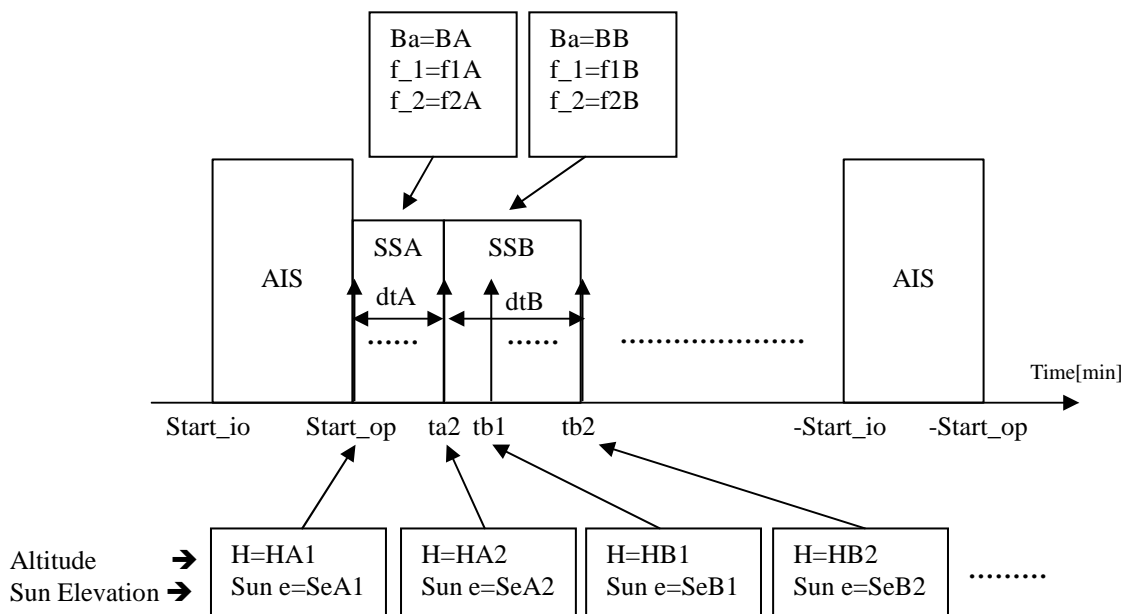 Ba=BA
f_1=f1A
f_2=f2A
Ba=BB
f_1=f1B
f_2=f2B
AIS
SSA
SSB
AIS
dtA
dtB
......
......
.....................
Time[min]
Start_io
Start_op
ta2
tb1
tb2
-Start_io
-Start_op
Altitude ➔
Sun Elevation ➔
H=HA1
Sun e=SeA1
H=HA2
Sun e=SeA2
H=HB1
Sun e=SeB1
H=HB2
Sun e=SeB2
.........